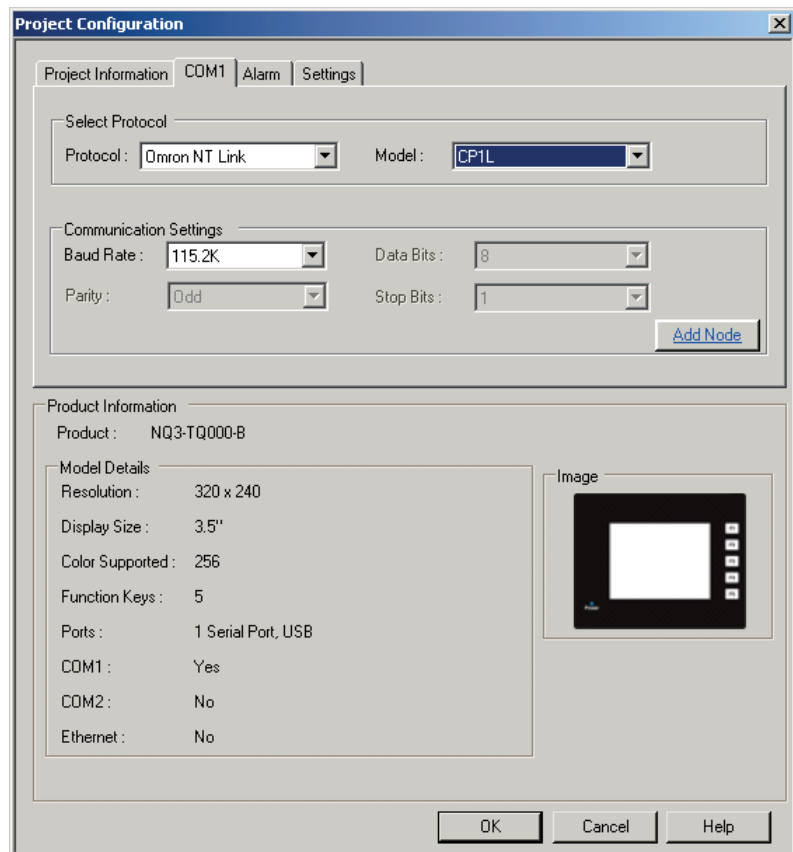 Project Configuration
Project Information COM1 Alarm Settings
Select Protocol
Protocol : Omron NT Link Model : CP1L
Communication Settings
Baud Rate : 115.2K Data Bits : 8
Parity : Odd Stop Bits : 1
Add Node
Product Information
Product : NQ3-TQ000-B
Model Details
Image
Resolution : 320 x 240
Display Size : 3.5''
Color Supported : 256
Function Keys : 5
Ports : 1 Serial Port, USB
COM1 : Yes
COM2 : No
Ethernet : No
OK Cancel Help